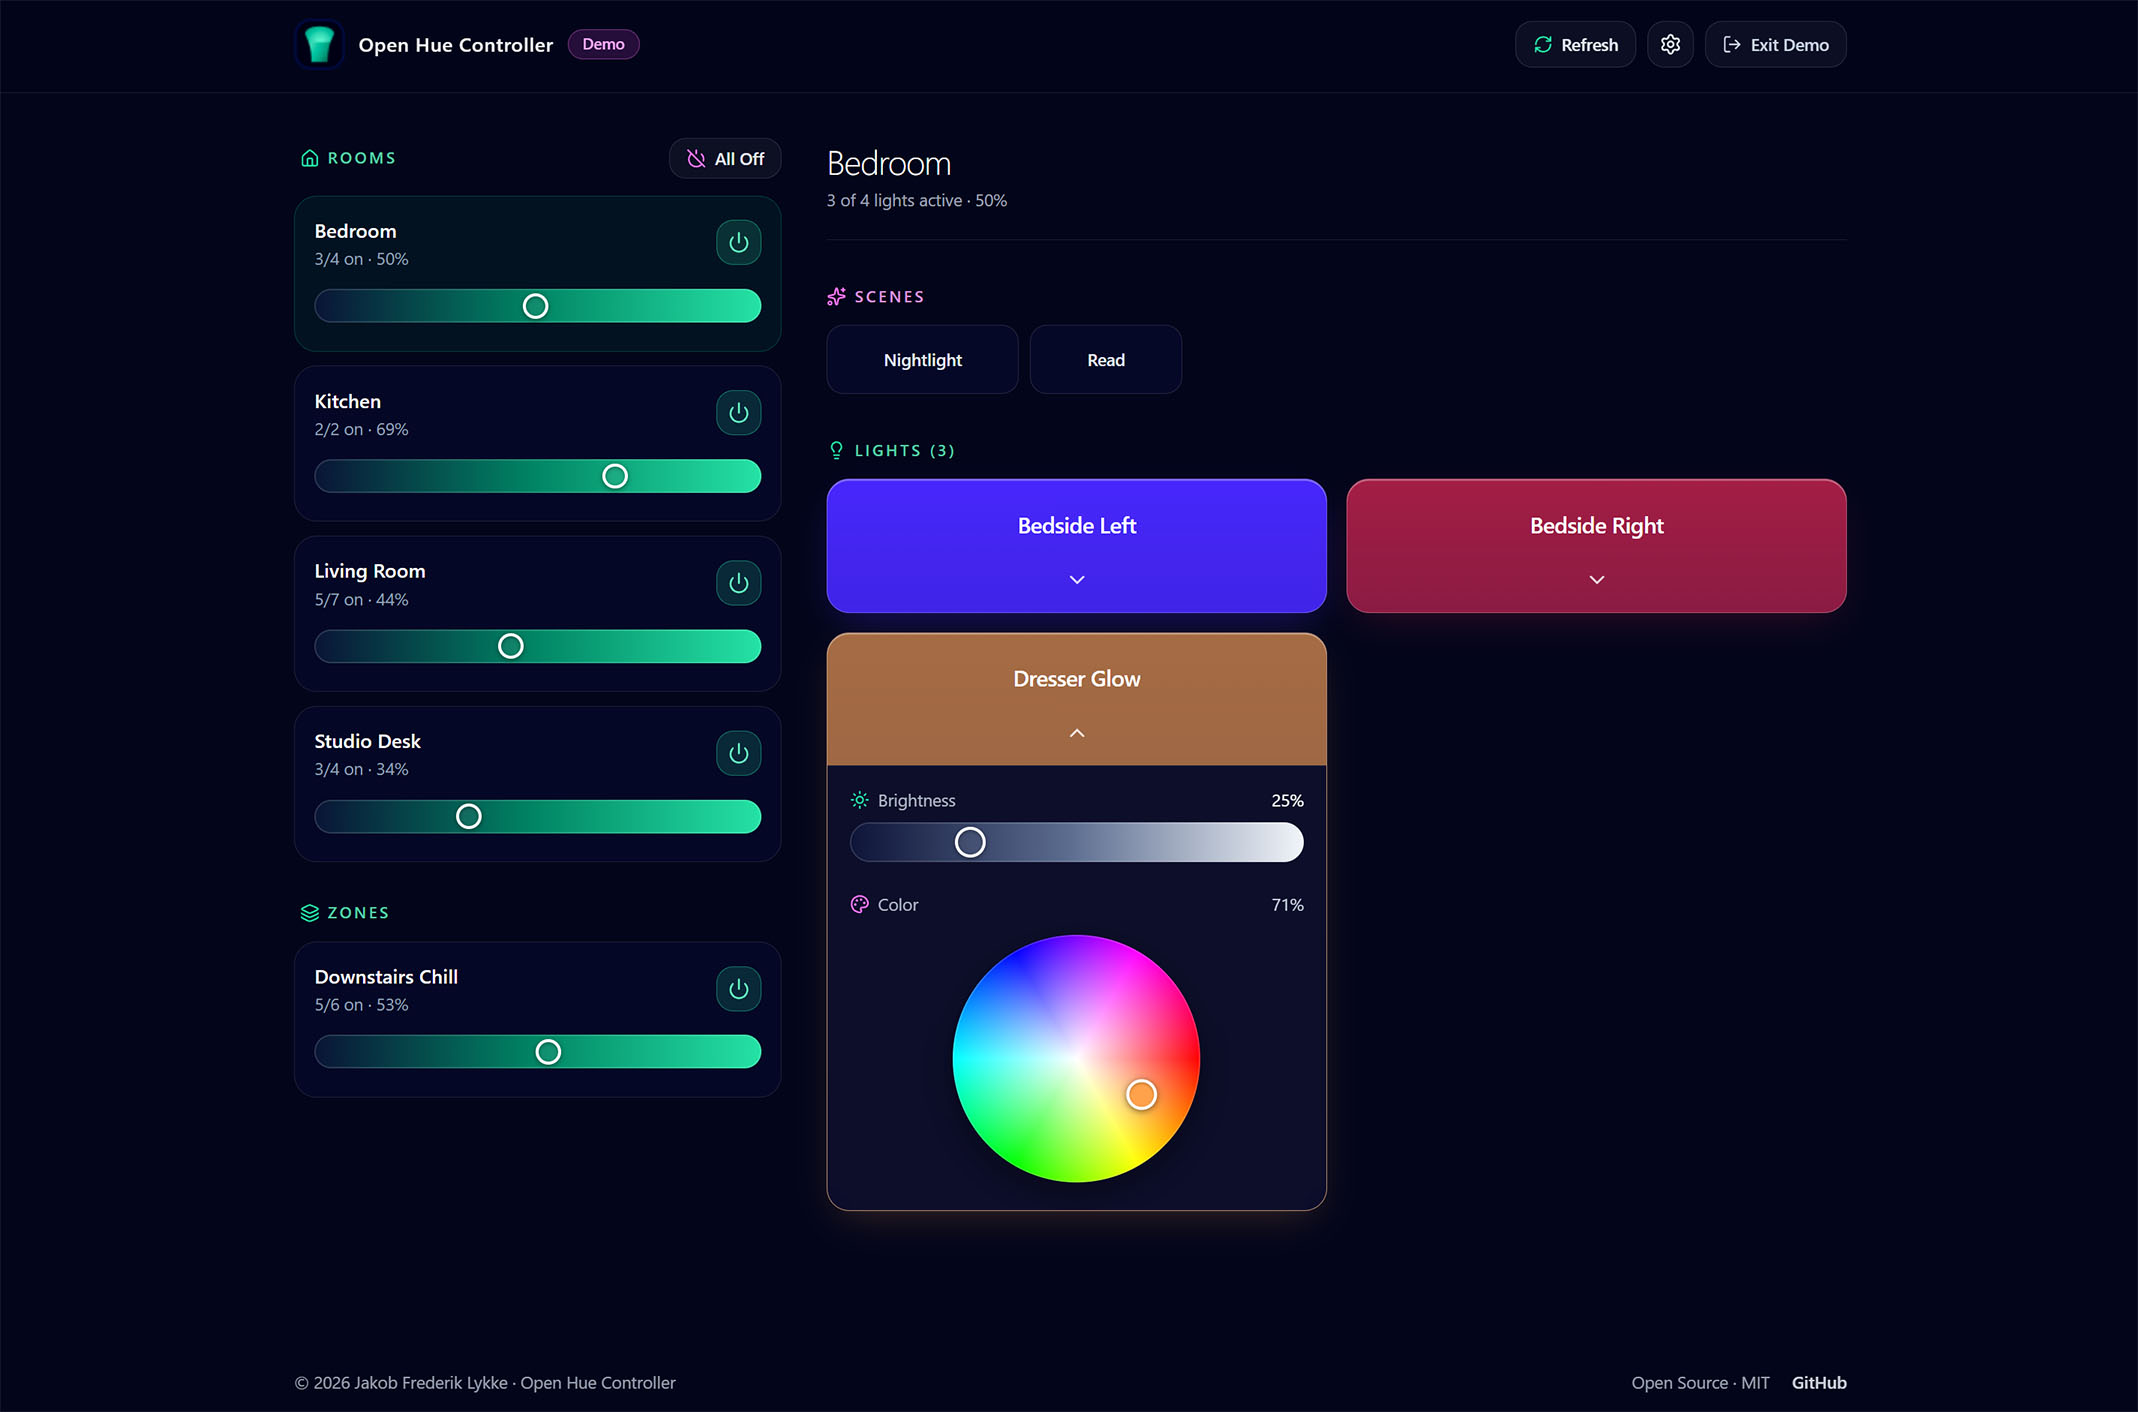 Open Hue Controller
Demo
Refresh
Exit Demo
ROOMS
All Off
Bedroom
3/4 on · 50%
Kitchen
2/2 on · 69%
Living Room
5/7 on · 44%
Studio Desk
3/4 on · 34%
ZONES
Downstairs Chill
5/6 on · 53%
Bedroom
3 of 4 lights active · 50%
SCENES
Nightlight
Read
LIGHTS (3)
Bedside Left
Bedside Right
Dresser Glow
Brightness
25%
Color
71%
© 2026 Jakob Frederik Lykke · Open Hue Controller
Open Source · MIT
GitHub